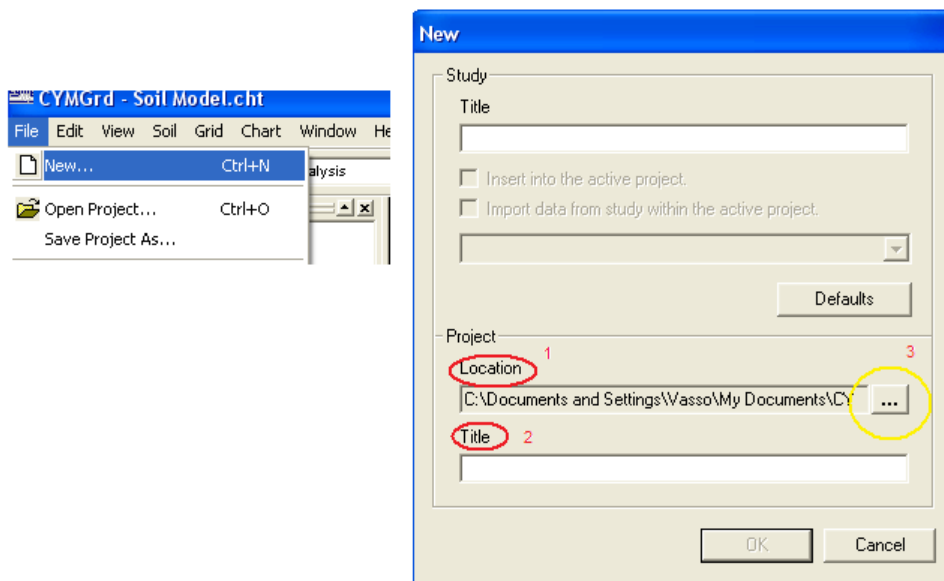 CYMGrd - Soil Model.cht
File Edit View Soil Grid Chart Window He
New... Ctrl+N
alysis
Open Project... Ctrl+O
Save Project As...
New
Study
Title
Insert into the active project.
Import data from study within the active project.
Defaults
Project
1
3
Location
C:\Documents and Settings\Vasso\My Documents\CY
...
Title 2
OK Cancel